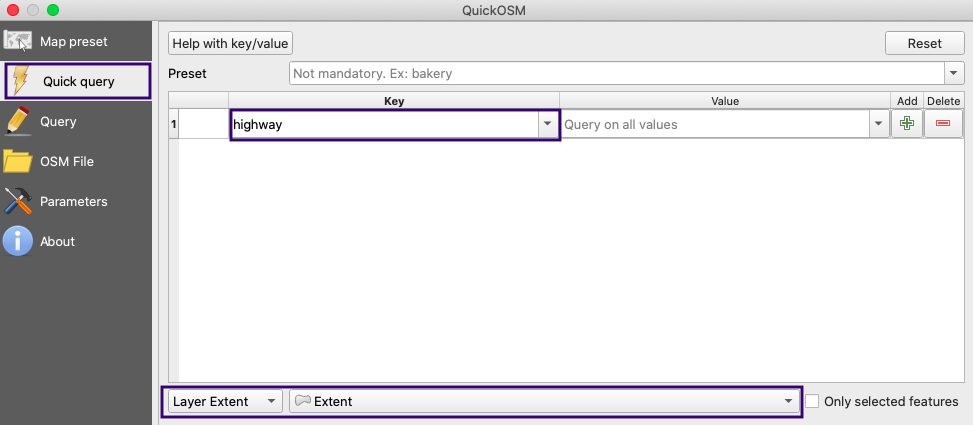 QuickOSM
Map preset
Quick query
Query
OSM File
Parameters
About
Help with key/value
Reset
Preset
Not mandatory. Ex: bakery
Key Value Add Delete
1 highway Query on all values
Layer Extent Extent Only selected features